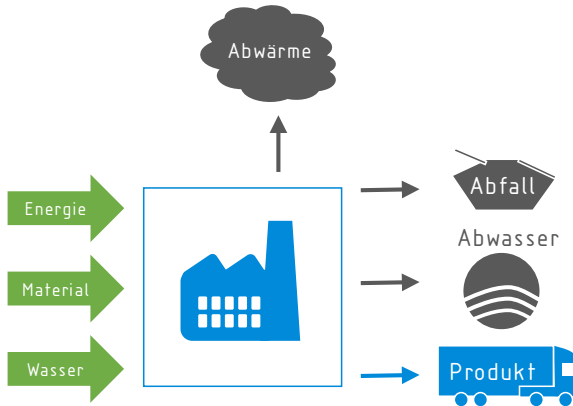 Abwärme
Energie
Material
Wasser
Abfall
Abwasser
Produkt